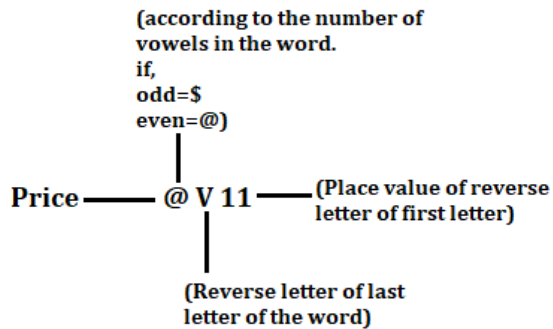 (according to the number of
vowels in the word.
if,
odd=$
even=@)
Price @ V 11 (Place value of reverse
letter of first letter)
(Reverse letter of last
letter of the word)